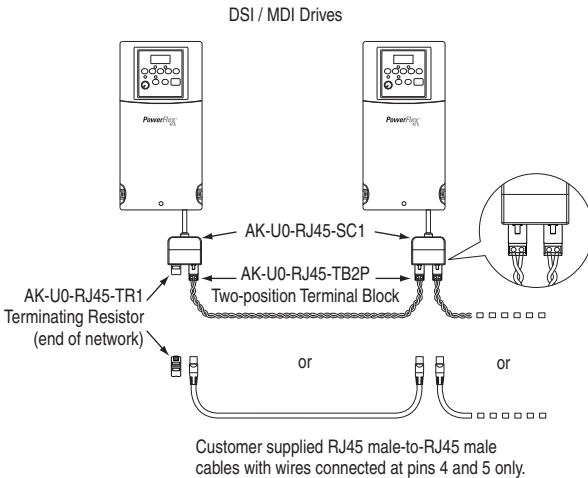 DSI / MDI Drives
PowerFlex
PowerFlex
AK-U0-RJ45-SC1
AK-U0-RJ45-TB2P
Two-position Terminal Block
AK-U0-RJ45-TR1
Terminating Resistor
(end of network)
or
or
Customer supplied RJ45 male-to-RJ45 male
cables with wires connected at pins 4 and 5 only.